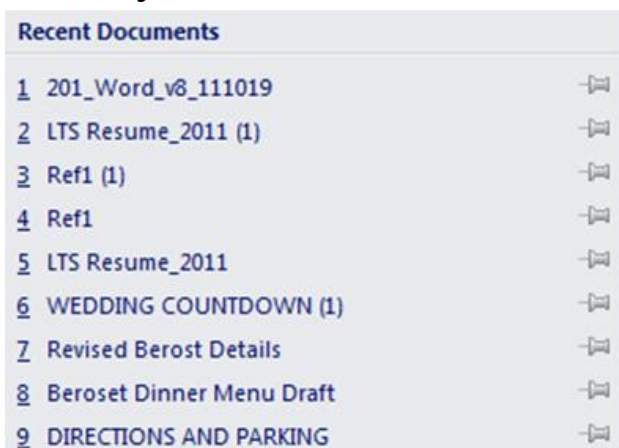 Recent Documents
1 201_Word_v8_111019
2 LTS Resume_2011 (1)
3 Ref1 (1)
4 Ref1
5 LTS Resume_2011
6 WEDDING COUNTDOWN (1)
7 Revised Berost Details
8 Beroset Dinner Menu Draft
9 DIRECTIONS AND PARKING